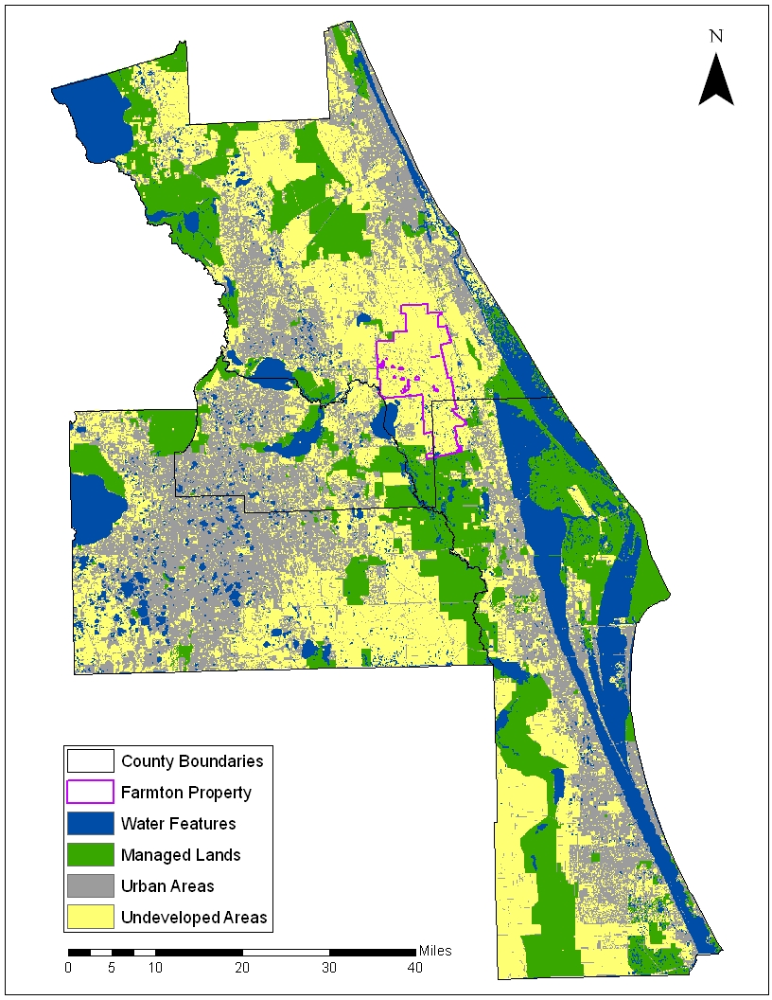 N
County Boundaries
Farmton Property
Water Features
Managed Lands
Urban Areas
Undeveloped Areas
Miles
0 5 10 20 30 40